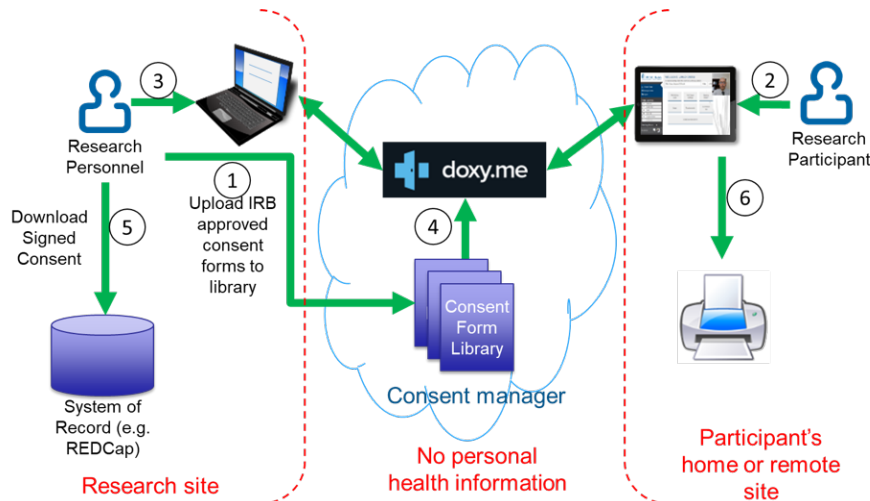 3
Research
Personnel
1
Upload IRB
approved
consent
forms to
library
Download
Signed
Consent
5
System of
Record (e.g.
REDCap)
Research site
doxy.me
4
Consent
Form
Library
Consent manager
No personal
health information
2
Research
Participant
6
Participant's
home or remote
site